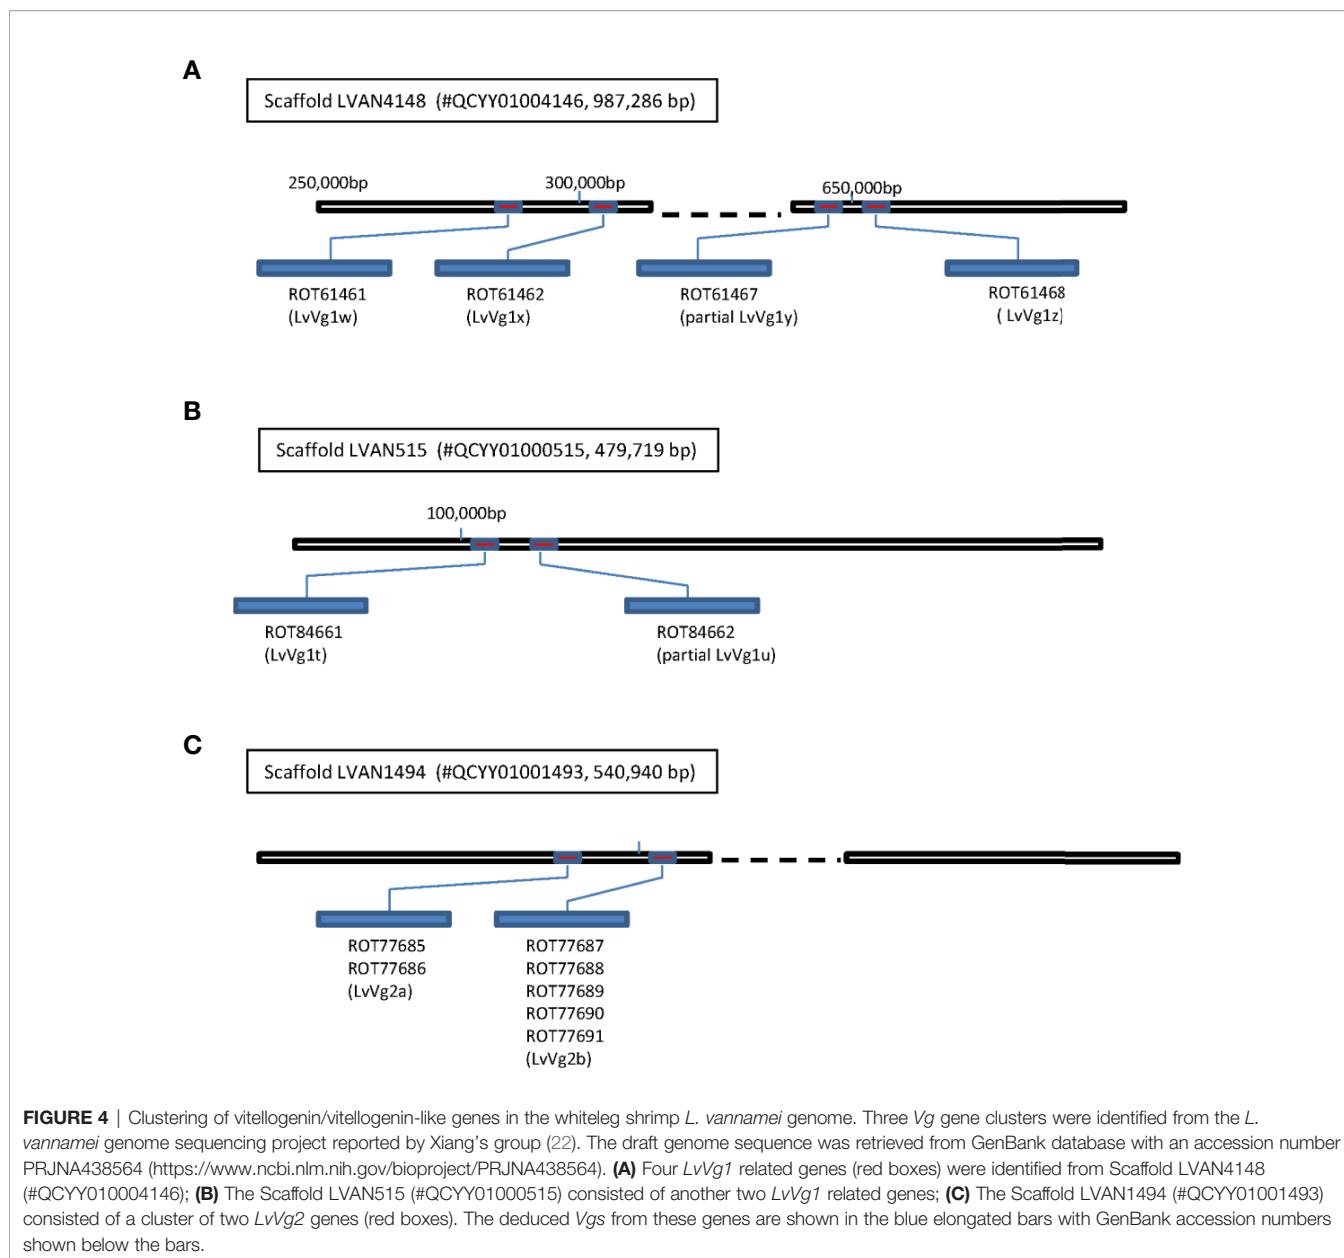 A
Scaffold LVAN4148 (#QCYY01004146, 987,286 bp)
250,000bp
300,000bp
650,000bp
ROT61461
(LvVg1w)
ROT61462
(LvVg1x)
ROT61467
(partial LvVg1y)
ROT61468
( LvVg1z)
B
Scaffold LVAN515 (#QCYY01000515, 479,719 bp)
100,000bp
ROT84661
(LvVg1t)
ROT84662
(partial LvVg1u)
C
Scaffold LVAN1494 (#QCYY01001493, 540,940 bp)
ROT77685
ROT77686
(LvVg2a)
ROT77687
ROT77688
ROT77689
ROT77690
ROT77691
(LvVg2b)
FIGURE 4 | Clustering of vitellogenin/vitellogenin-like genes in the whiteleg shrimp L. vannamei genome. Three Vg gene clusters were identified from the L.
vannamei genome sequencing project reported by Xiang's group (22). The draft genome sequence was retrieved from GenBank database with an accession number
PRJNA438564 (https://www.ncbi.nlm.nih.gov/bioproject/PRJNA438564). (A) Four LvVg1 related genes (red boxes) were identified from Scaffold LVAN4148
(#QCYY010004146); (B) The Scaffold LVAN515 (#QCYY01000515) consisted of another two LvVg1 related genes; (C) The Scaffold LVAN1494 (#QCYY01001493)
consisted of a cluster of two LvVg2 genes (red boxes). The deduced Vgs from these genes are shown in the blue elongated bars with GenBank accession numbers
shown below the bars.